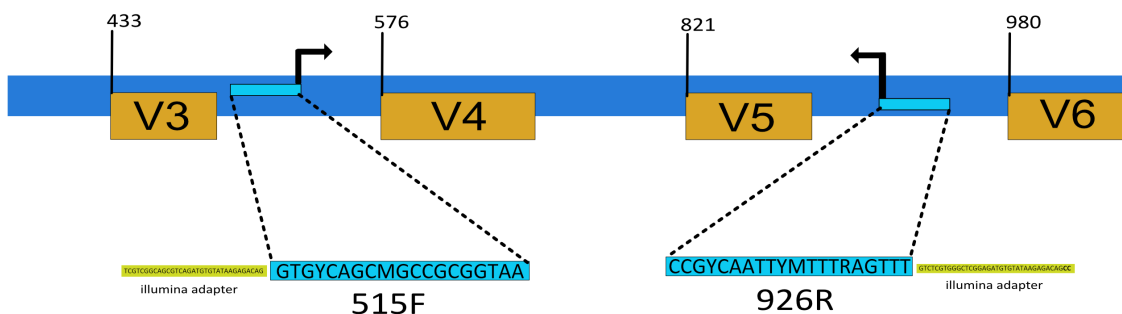 433 576 821 980
V3 V4 V5 V6
TCGTCGGCAGCGTCAGATGTGTATAAGAGACAG GTGYCAGCMGCCGCGGTAA CCGYCAATTYMTTTRAGTTT GTCTCGTGGGCTCGGAGATGTGTATAAGAGACAGCC
illumina adapter 515F 926R illumina adapter